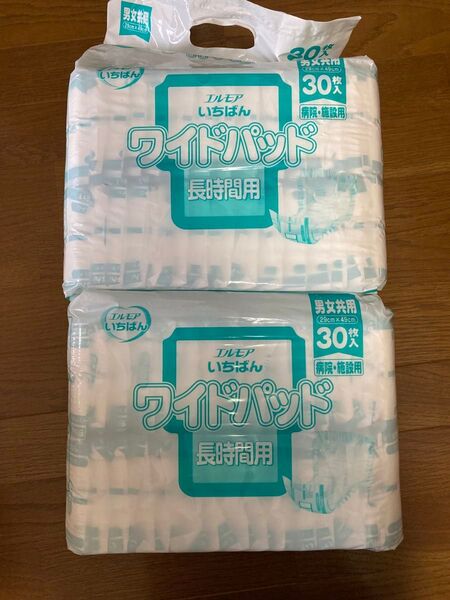 男女共用
29cm×49cm
30枚
エルモア
いちばん
男女共用
29cm×49cm
30枚入
病院・施設用
エルモア
いちばん
ワイドパッド
長時間用
エルモア
いちばん
男女共用
29cm×49cm
30枚入
病院・施設用
エルモア
いちばん
ワイドパッド
長時間用